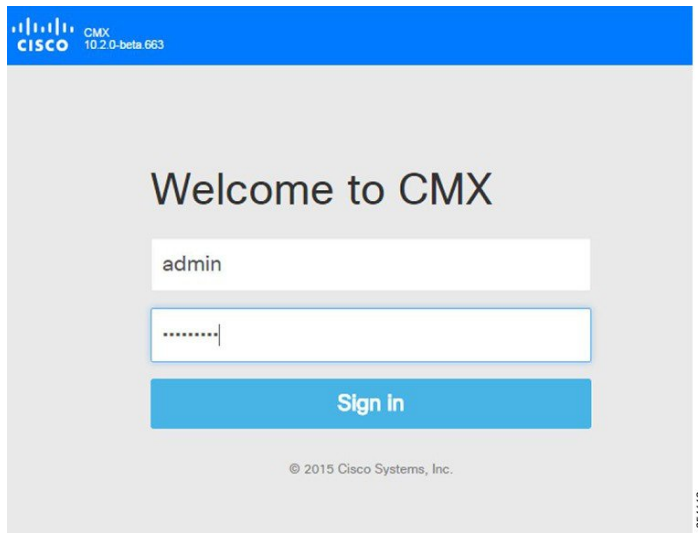 CISCO
CMX
10.2.0-beta.663
Welcome to CMX
admin
•••••••••
Sign in
© 2015 Cisco Systems, Inc.